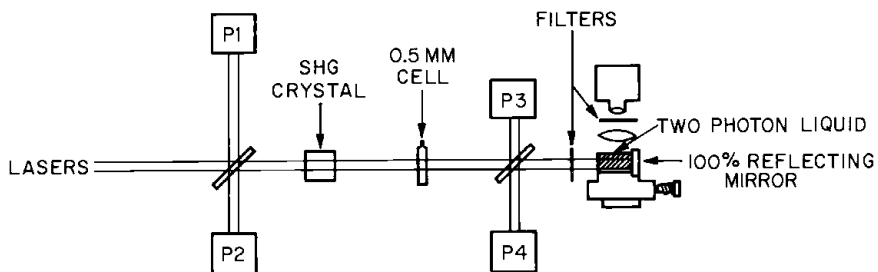 P1
SHG
CRYSTAL
0.5 MM
CELL
FILTERS
P3
TWO PHOTON LIQUID
LASERS
100% REFLECTING
MIRROR
P2
P4